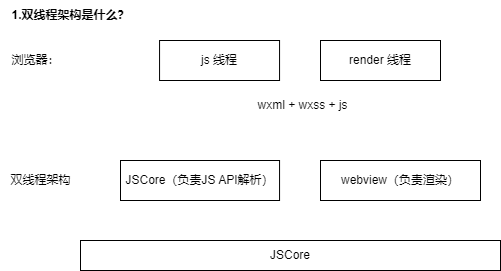 1.双线程架构是什么?
浏览器：
js 线程
render 线程
wxml + wxss + js
双线程架构
JSCore（负责JS API解析）
webview（负责渲染）
JSCore